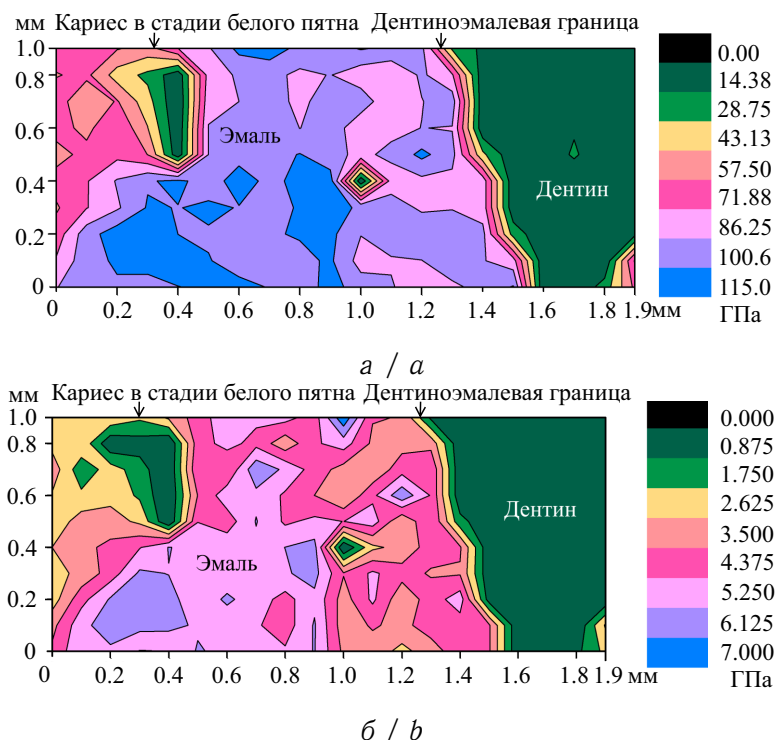 мм Кариес в стадии белого пятна Дентиноэмалевая граница
1.0
0.8
0.6
0.4
0.2
0
Эмаль
Дентин
0 0.2 0.4 0.6 0.8 1.0 1.2 1.4 1.6 1.8 1.9мм
0.00
14.38
28.75
43.13
57.50
71.88
86.25
100.6
115.0
ГПа
а / a
мм Кариес в стадии белого пятна Дентиноэмалевая граница
1.0
0.8
0.6
0.4
0.2
0
Дентин
Эмаль
0 0.2 0.4 0.6 0.8 1.0 1.2 1.4 1.6 1.8 1.9 мм
0.000
0.875
1.750
2.625
3.500
4.375
5.250
6.125
7.000
ГПа
б / b